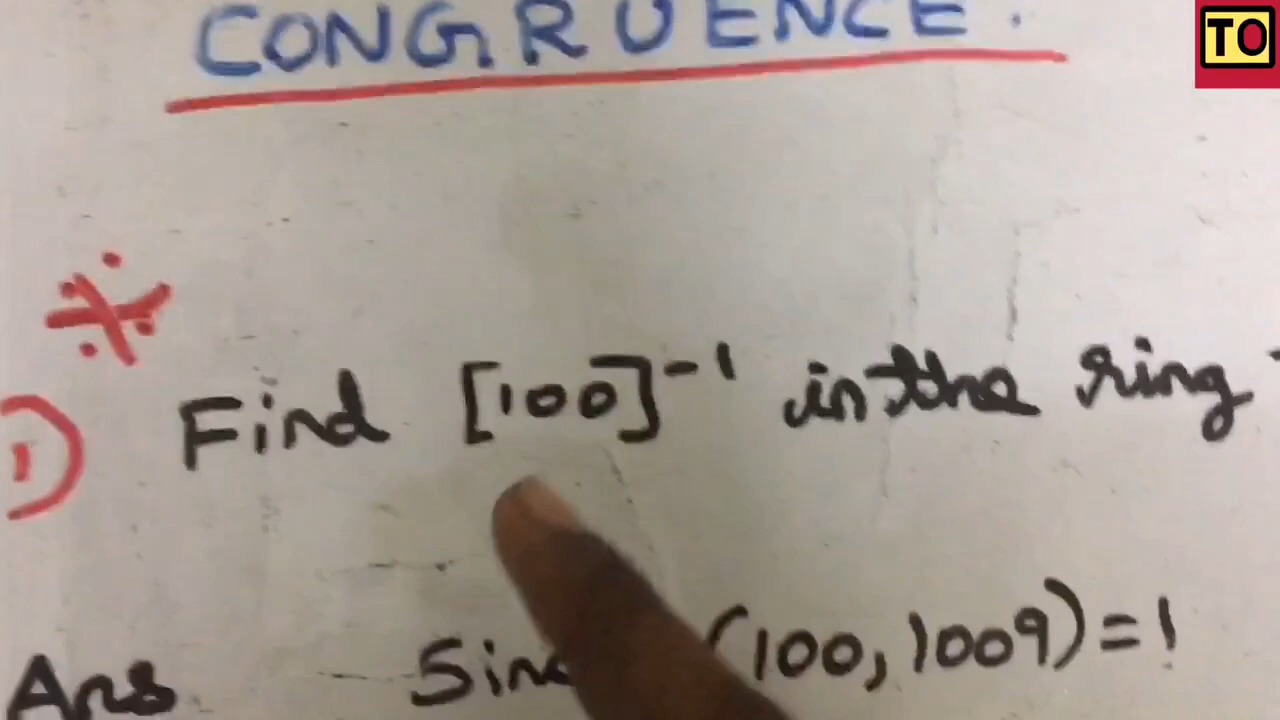 CONGRUENCE.
TO
1) Find [100]⁻¹ in the ring
Ans (100, 1009) = 1